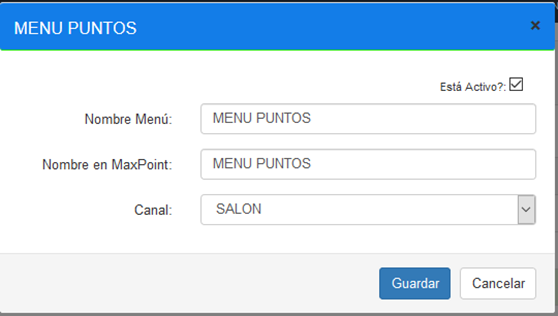 MENU PUNTOS ×
Está Activo?:
Nombre Menú: MENU PUNTOS
Nombre en MaxPoint: MENU PUNTOS
Canal: SALON
Guardar Cancelar